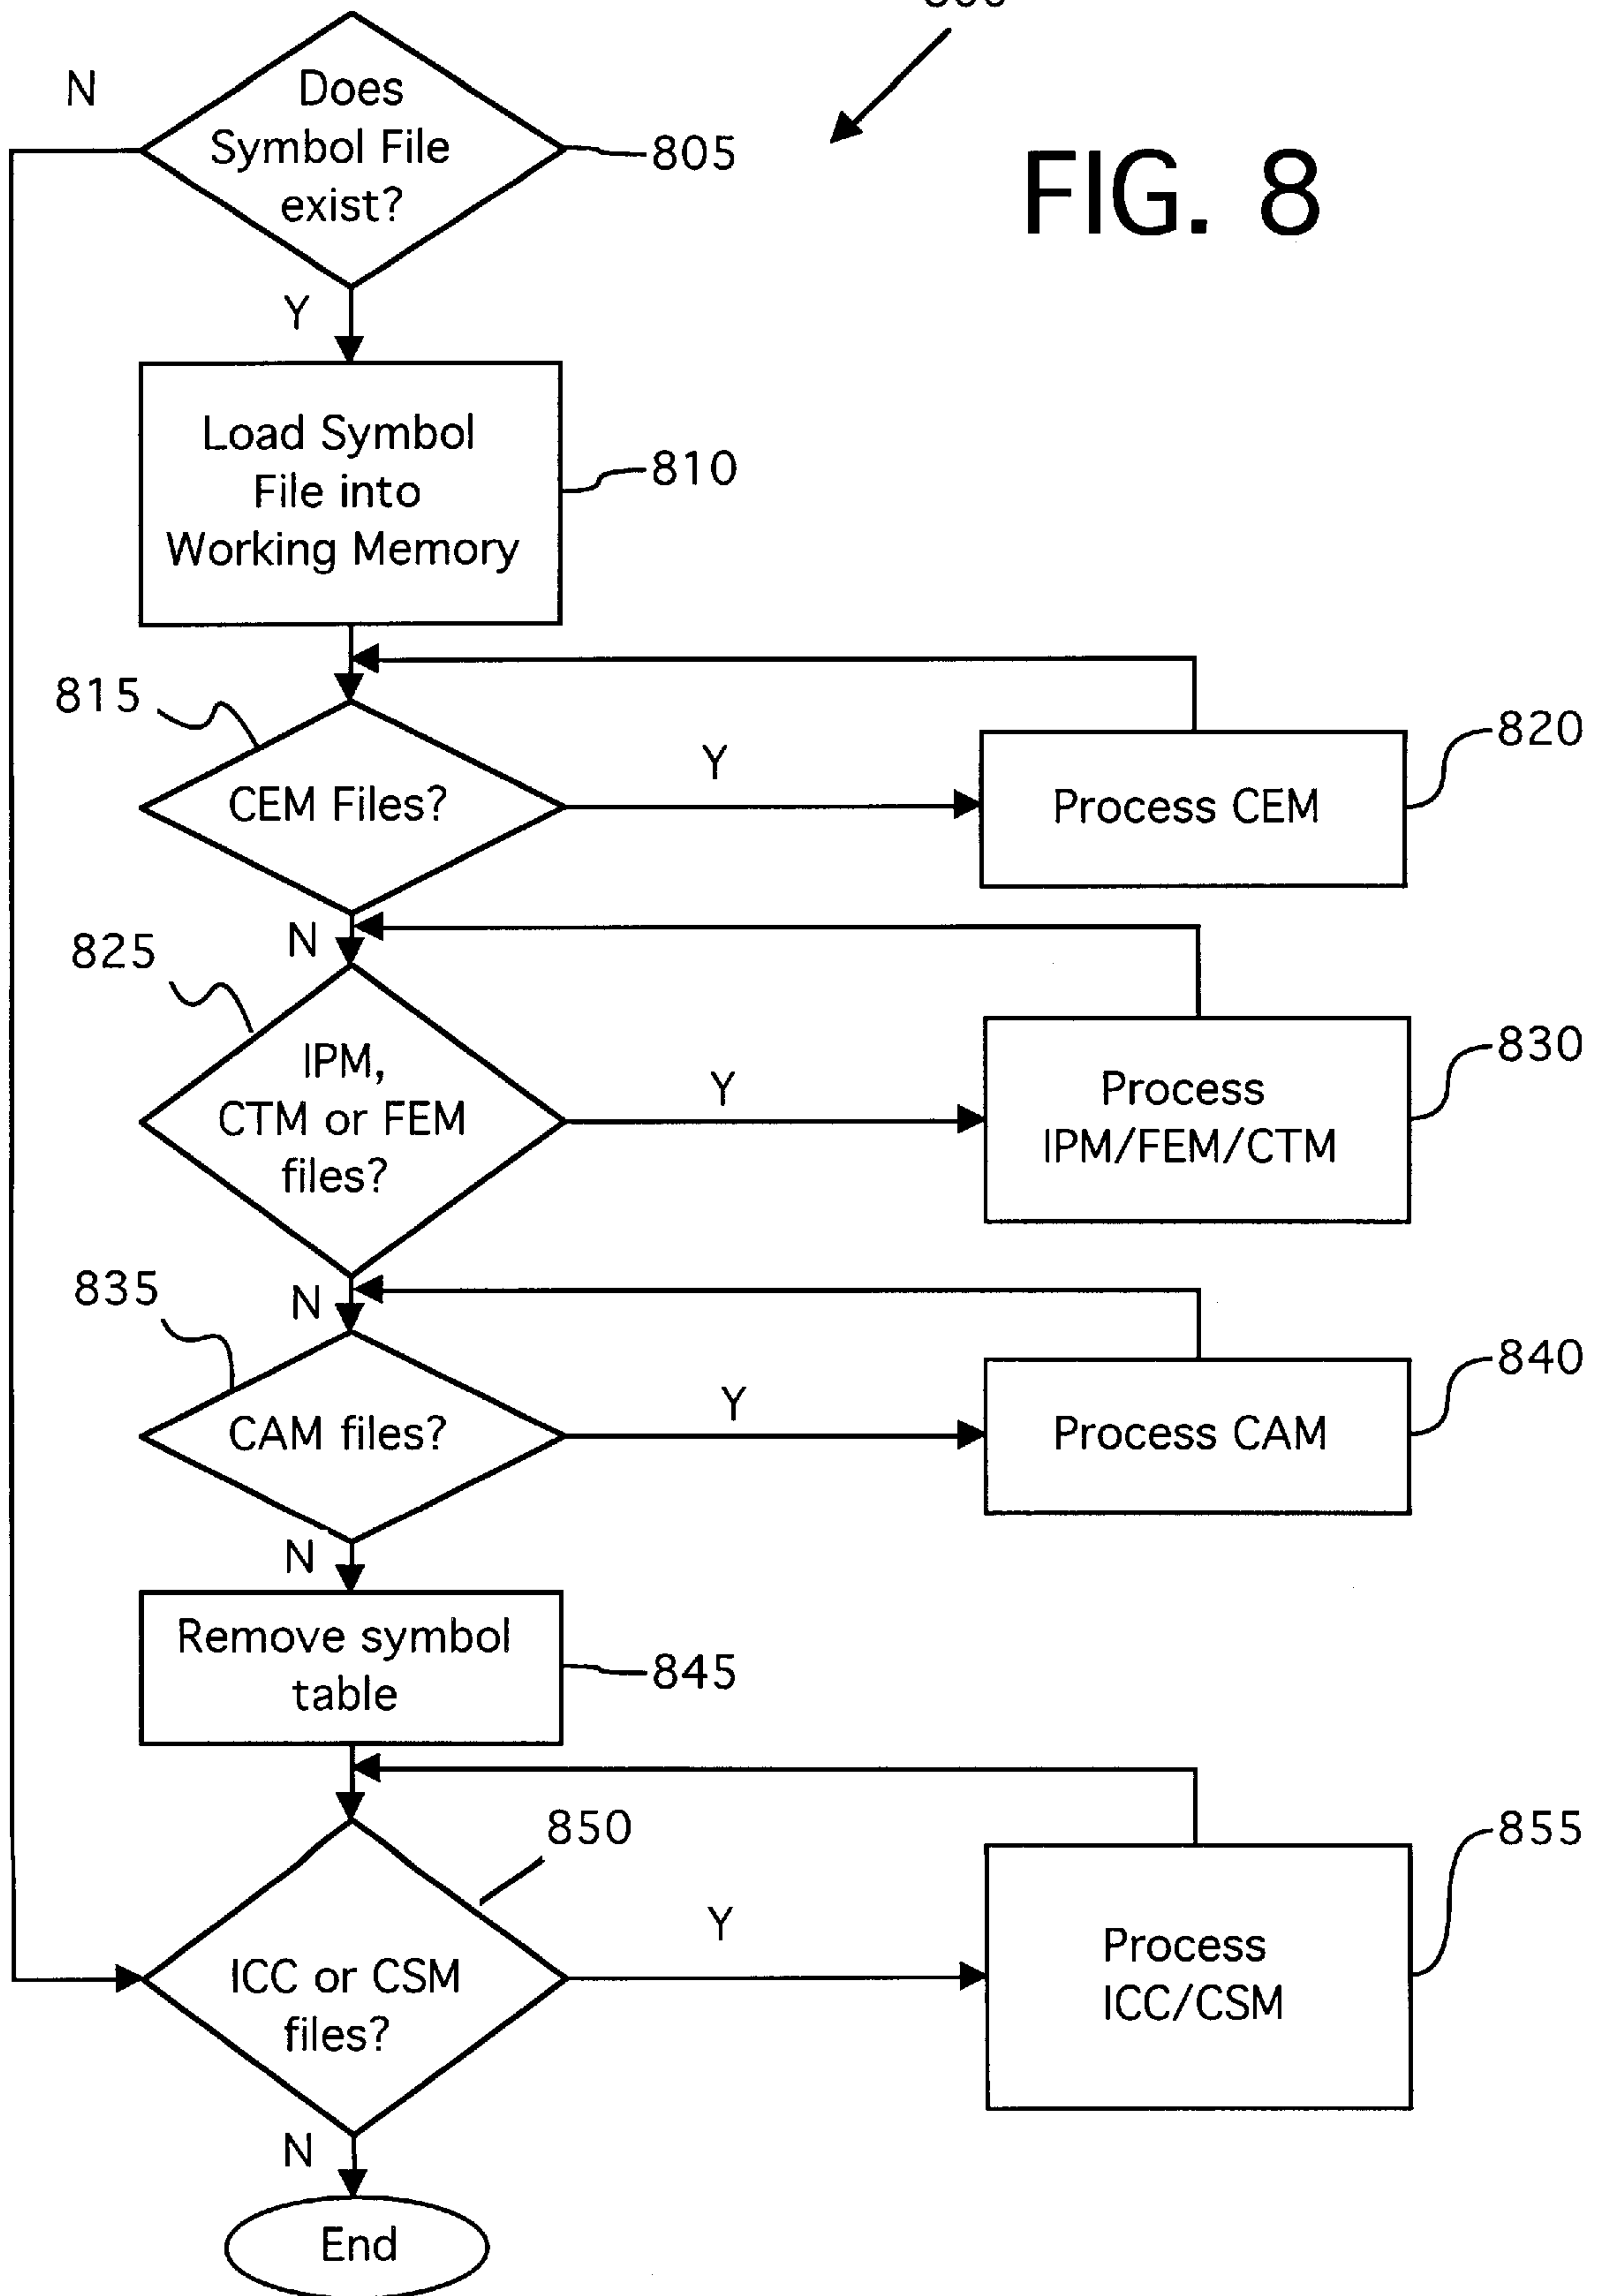 N
Does
Symbol File
exist?
805
FIG. 8
Y
Load Symbol
File into
Working Memory
810
815
CEM Files?
Y
Process CEM
820
N
825
IPM,
CTM or FEM
files?
Y
Process
IPM/FEM/CTM
830
N
835
CAM files?
Y
Process CAM
840
N
Remove symbol
table
845
850
ICC or CSM
files?
Y
Process
ICC/CSM
855
N
End